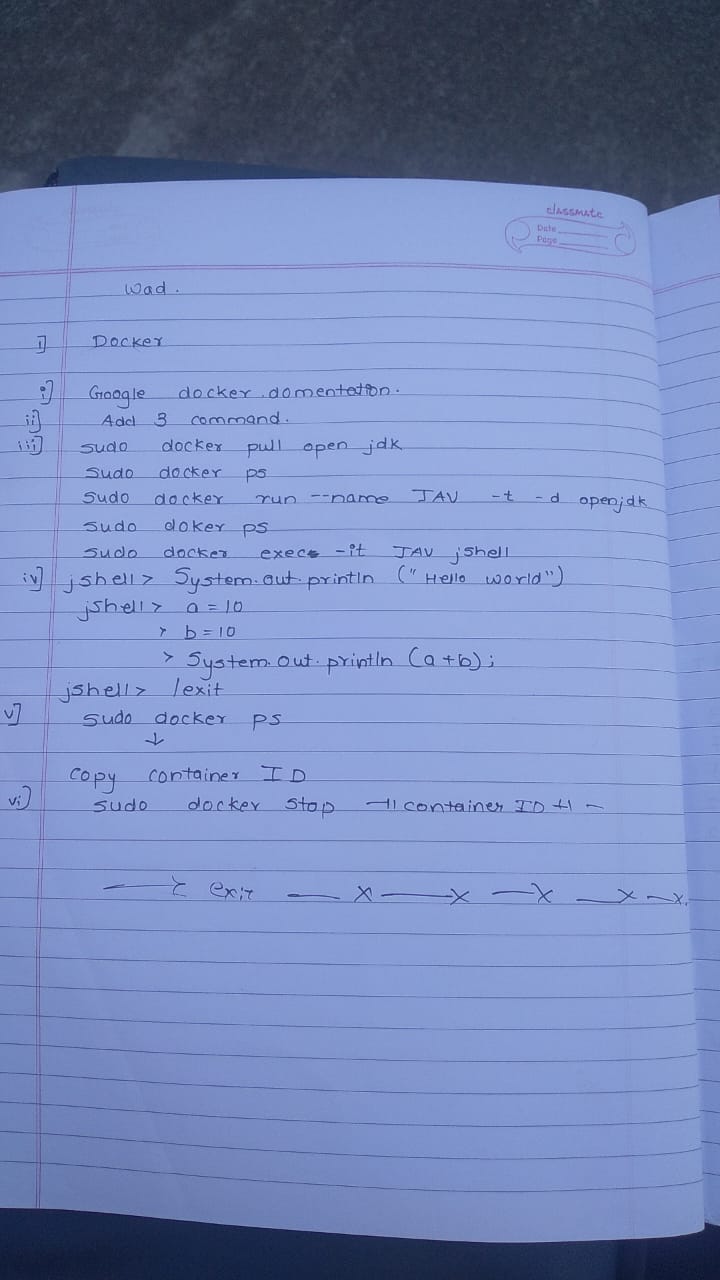 classmate
Date
Page
Wad.
1] Docker
i] Google docker domentation.
ii] Add 3 command.
iii] sudo docker pull open jdk
sudo docker ps
sudo docker run --name JAV -t -d openjdk
sudo doker ps
sudo docker exec -it JAV jshell
iv] jshell> System.out.println ("Hello world")
jshell> a = 10
> b = 10
> System.out.println (a+b);
jshell> /exit
v] sudo docker ps
↓
copy container ID
vi] sudo docker stop container ID
exit